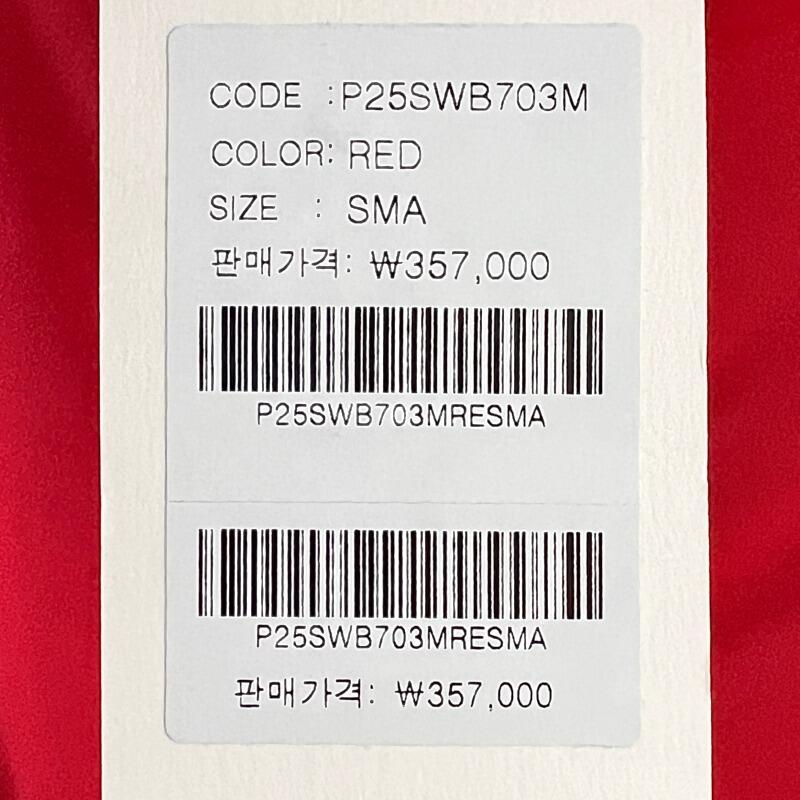 CODE :P25SWB703M
COLOR: RED
SIZE : SMA
판매가격: ₩357,000
P25SWB703MRESMA
P25SWB703MRESMA
판매가격: ₩357,000